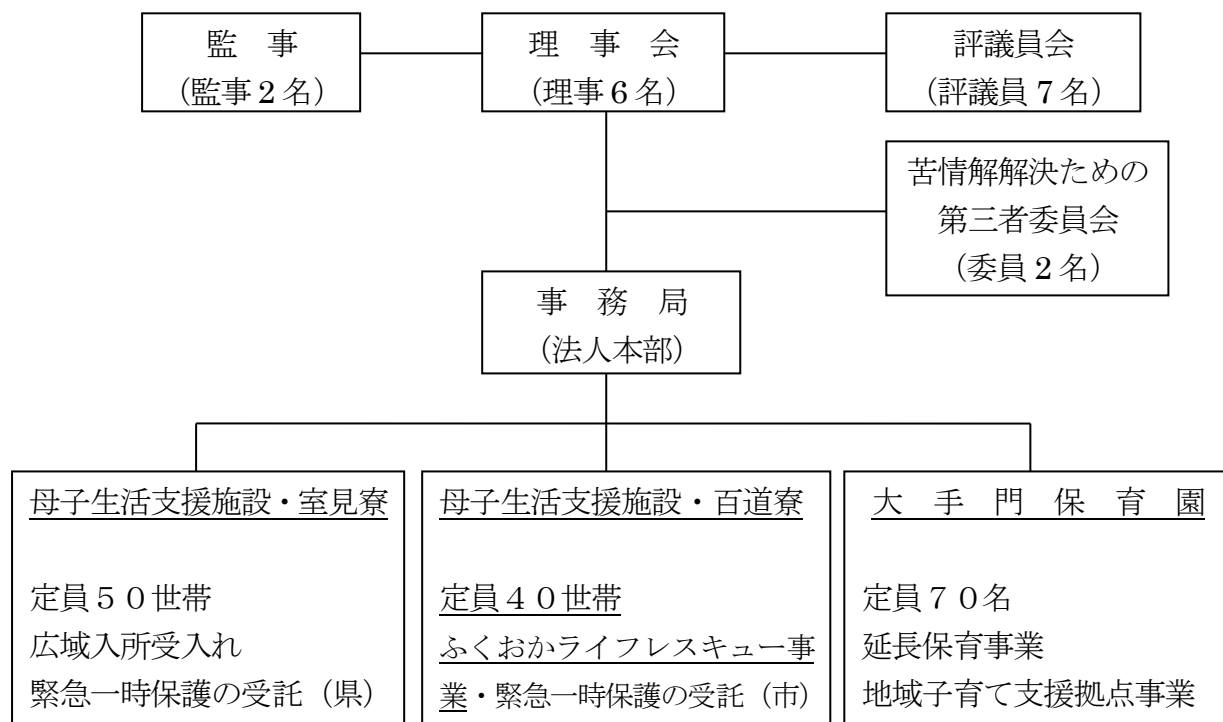 監　事
(監事２名)
理　事　会
(理事６名)
評議員会
(評議員７名)
苦情解解決ための
第三者委員会
(委員２名)
事　務　局
(法人本部)
母子生活支援施設・室見寮
定員５０世帯
広域入所受入れ
緊急一時保護の受託（県）
母子生活支援施設・百道寮
定員４０世帯
ふくおかライフレスキュー事
業・緊急一時保護の受託（市）
大　手　門　保　育　園
定員７０名
延長保育事業
地域子育て支援拠点事業